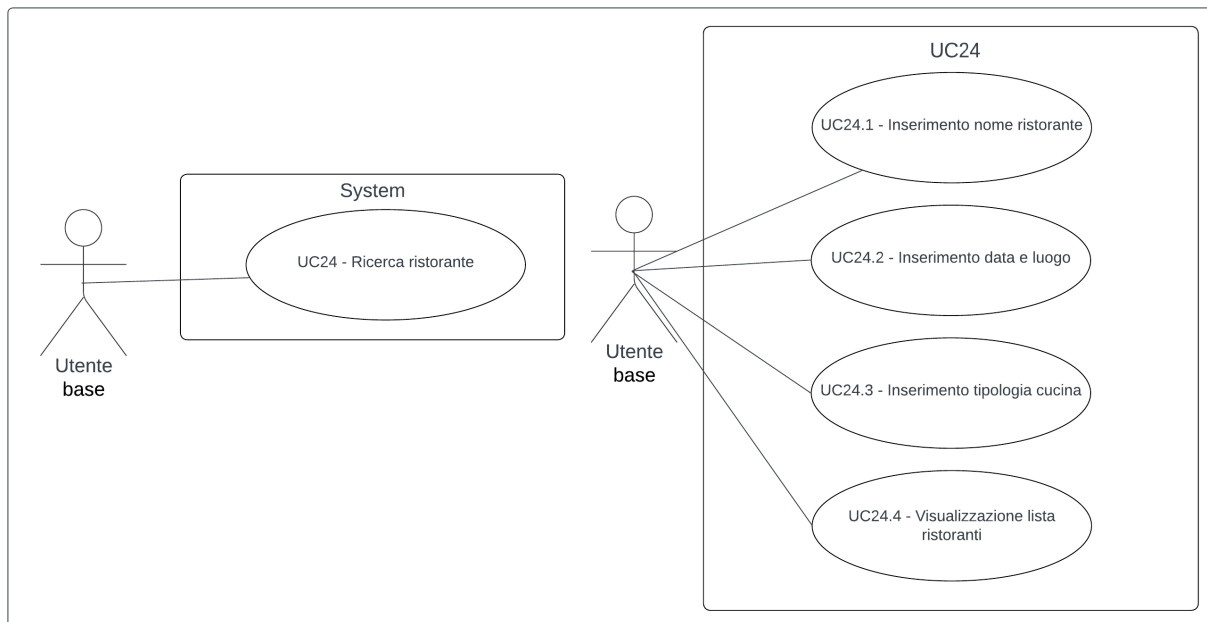 System
UC24 - Ricerca ristorante
Utente
base
UC24
UC24.1 - Inserimento nome ristorante
UC24.2 - Inserimento data e luogo
UC24.3 - Inserimento tipologia cucina
UC24.4 - Visualizzazione lista
ristoranti
Utente
base